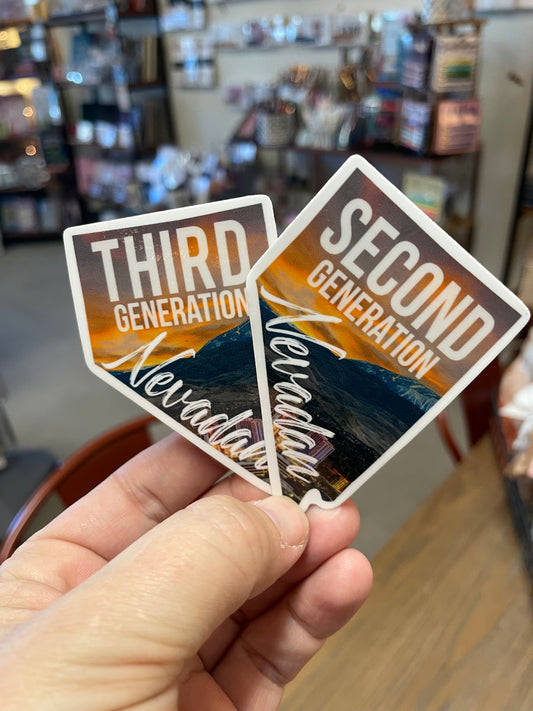 THIRD
GENERATION
Nevadan
SECOND
GENERATION
Nevadan